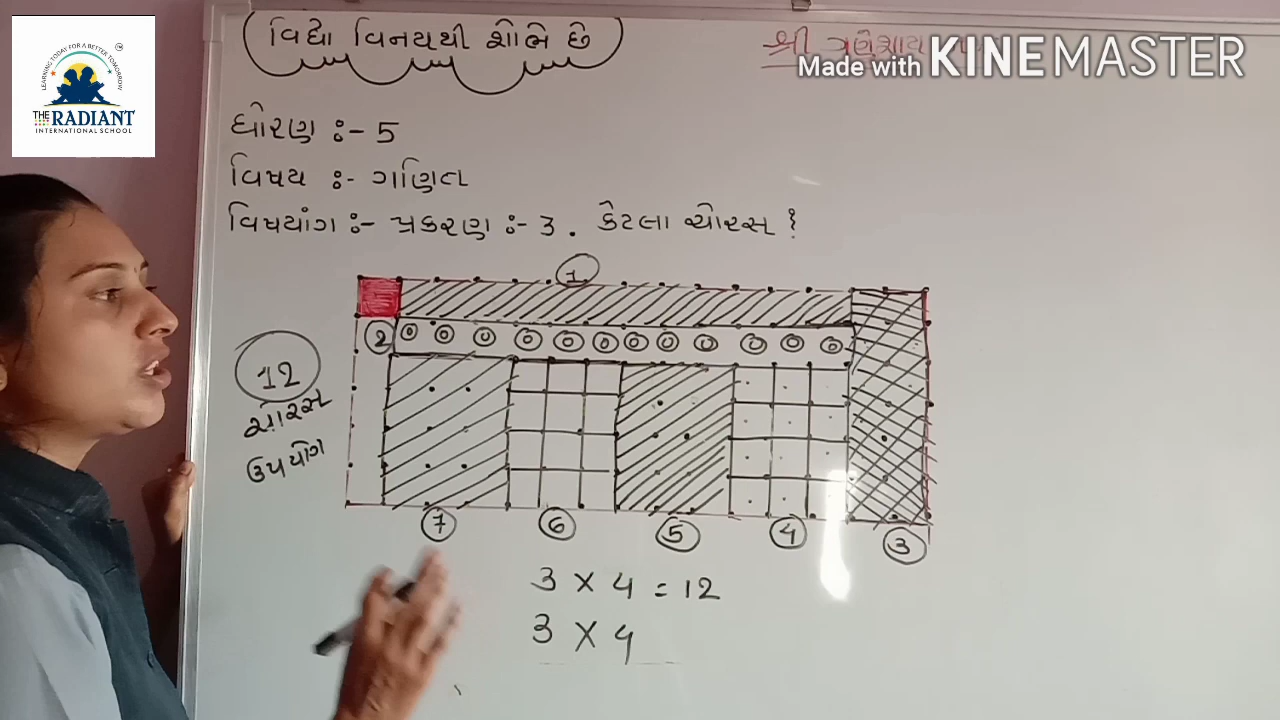 વિદ્યા વિનયથી શોભે છે
શ્રી ગણેશાય
Made with KINEMASTER
LEARNING TODAY FOR A BETTER TOMORROW
THE RADIANT
INTERNATIONAL SCHOOL
ધોરણ :- 5
વિષય :- ગણિત
વિષયાંગ :- પ્રકરણ :- 3. કેટલા ચોરસ ?
1
2
12
ચોરસ
ઉપયોગ
7 6 5 4 3
3 × 4 = 12
3 × 4